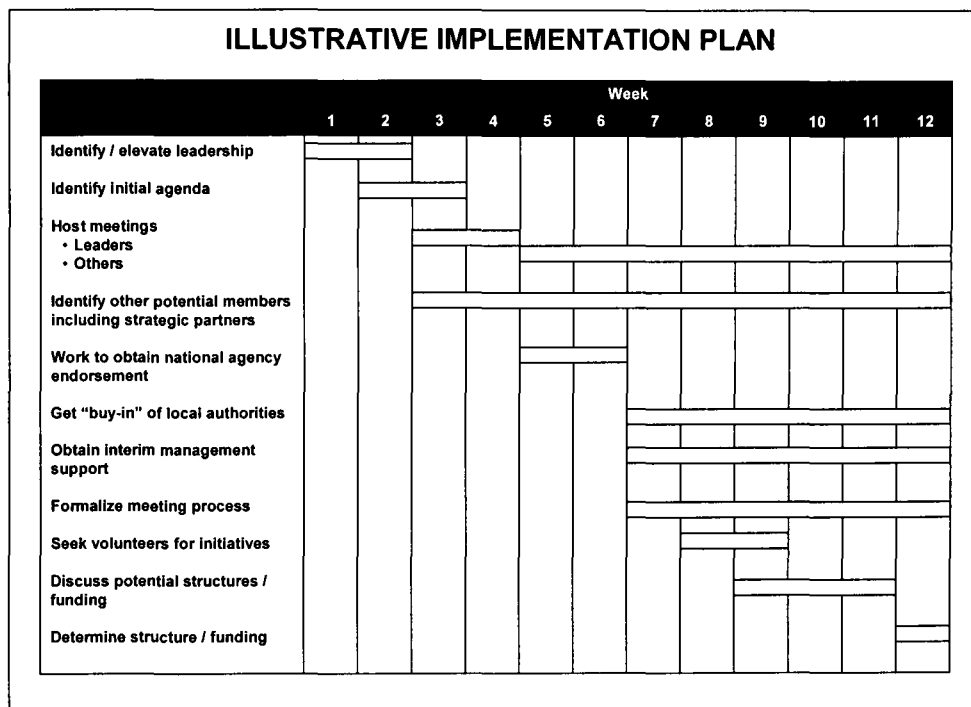 ILLUSTRATIVE IMPLEMENTATION PLAN
Week
1 2 3 4 5 6 7 8 9 10 11 12
Identify / elevate leadership
Identify initial agenda
Host meetings
• Leaders
• Others
Identify other potential members
including strategic partners
Work to obtain national agency
endorsement
Get “buy-in” of local authorities
Obtain interim management
support
Formalize meeting process
Seek volunteers for initiatives
Discuss potential structures /
funding
Determine structure / funding